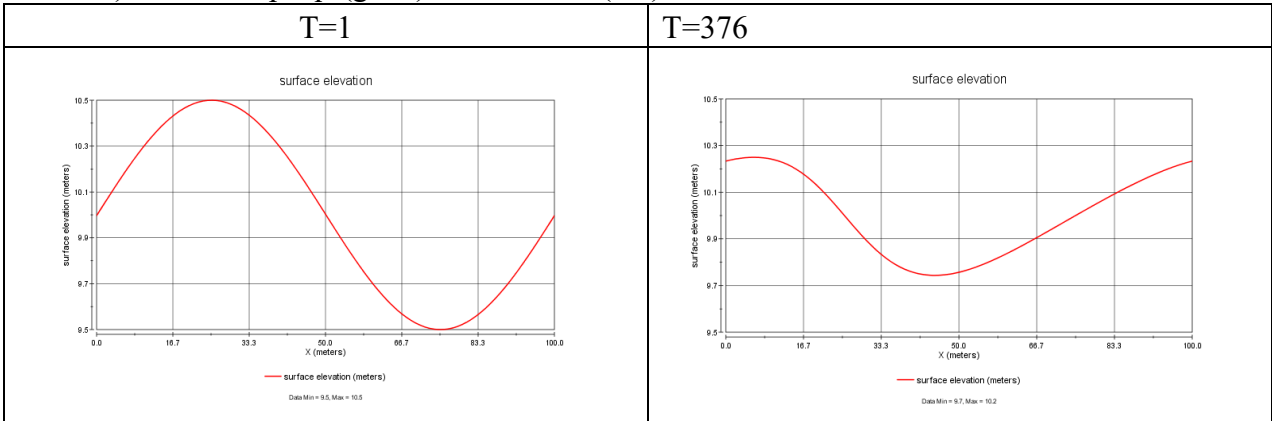 T=1
T=376
surface elevation
10.5
10.3
10.1
9.9
9.7
9.5
surface elevation (meters)
0.0 16.7 33.3 50.0 66.7 83.3 100.0
X (meters)
surface elevation (meters)
Data Min = 9.5, Max = 10.5
surface elevation
10.5
10.3
10.1
9.9
9.7
9.5
surface elevation (meters)
0.0 16.7 33.3 50.0 66.7 83.3 100.0
X (meters)
surface elevation (meters)
Data Min = 9.7, Max = 10.2